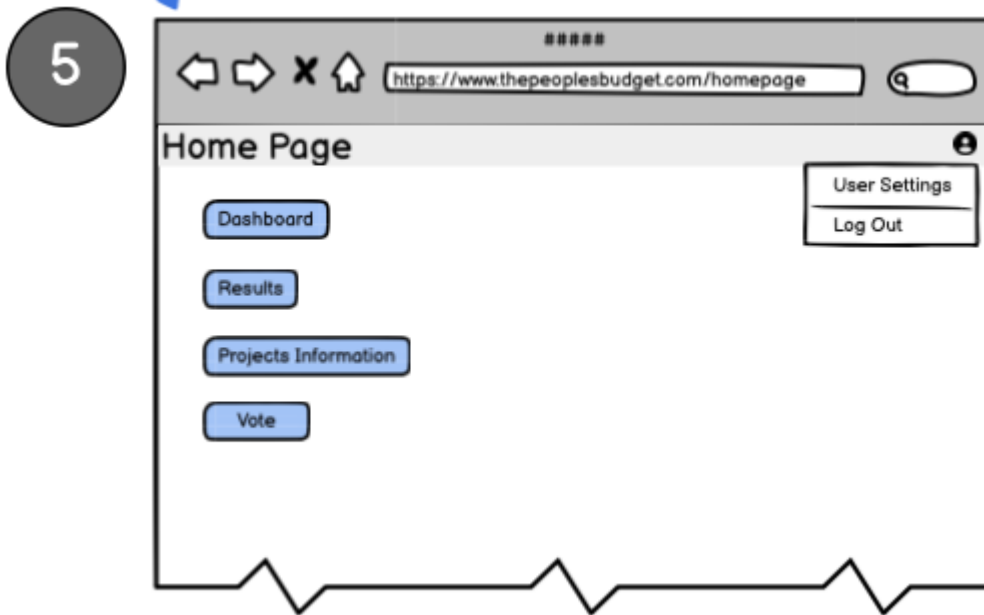 5
#####
https://www.thepeoplesbudget.com/homepage
Home Page
User Settings
Log Out
Dashboard
Results
Projects Information
Vote